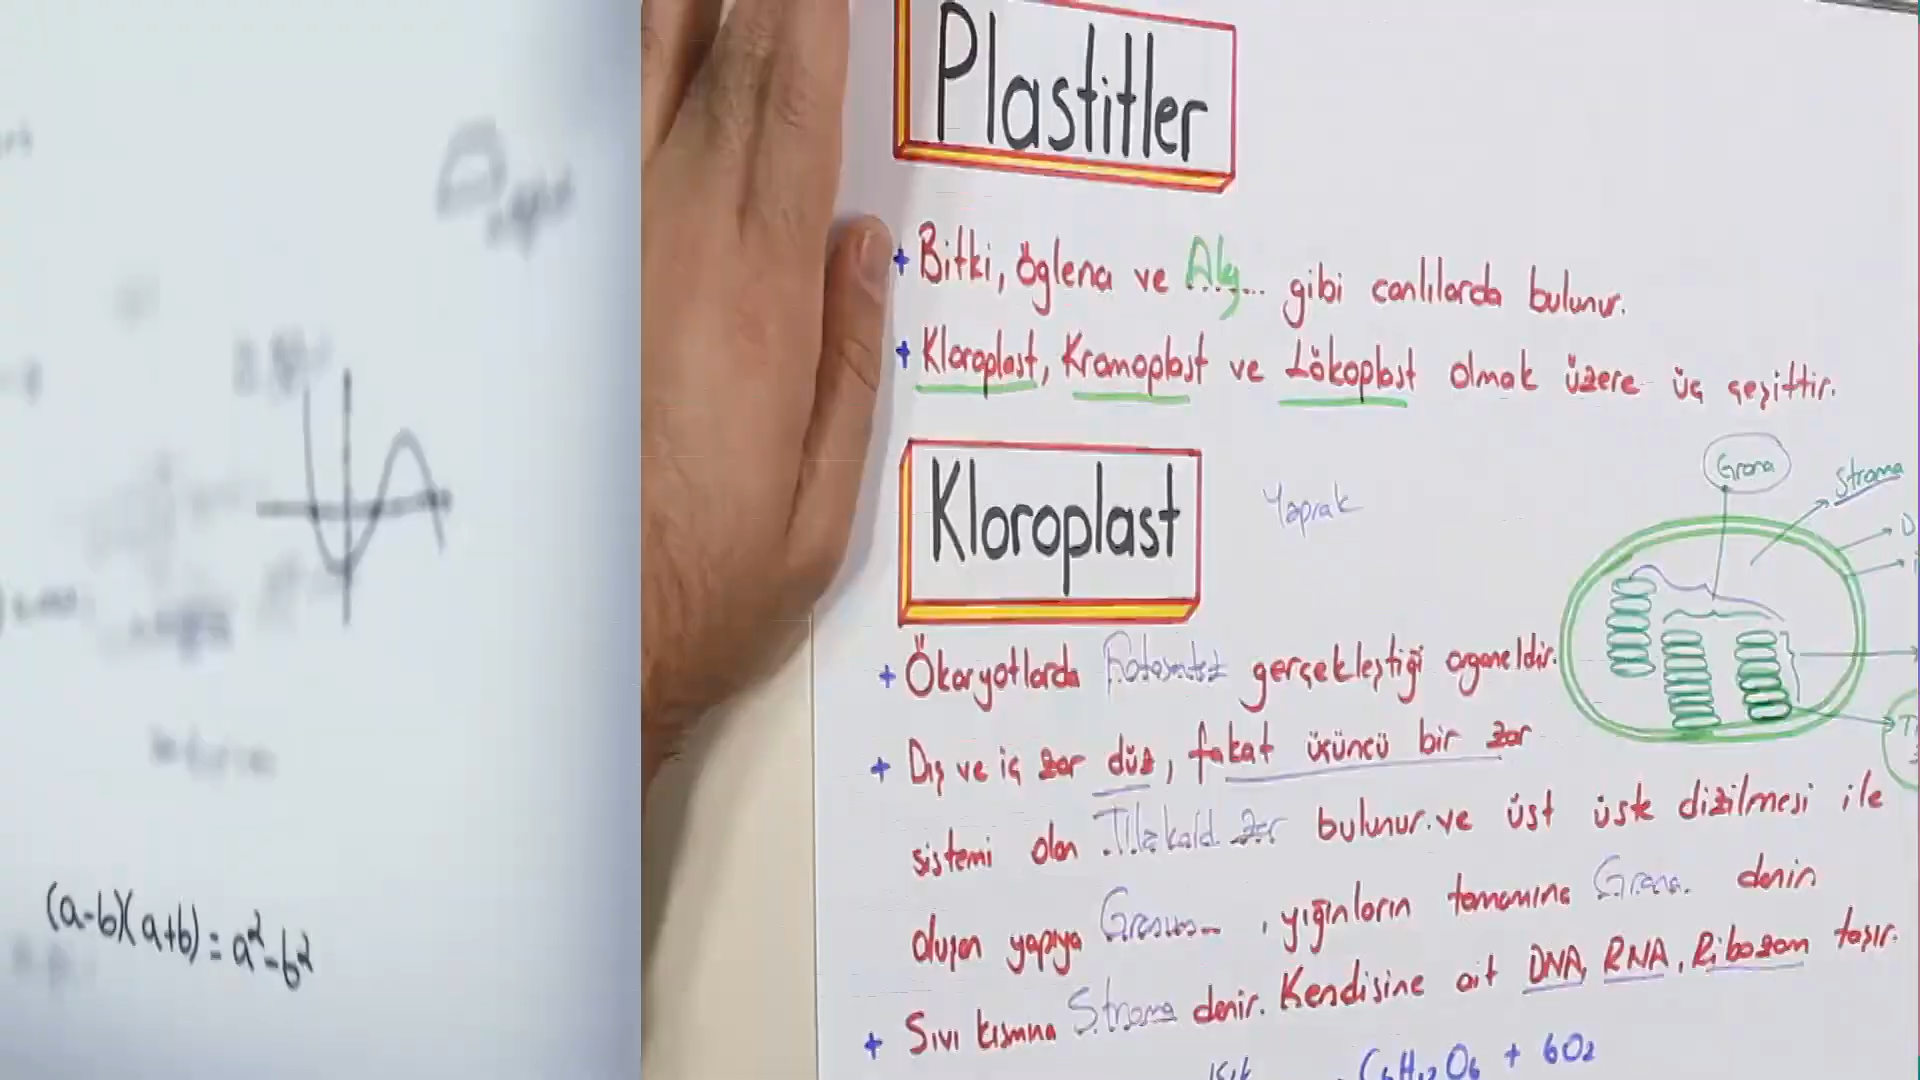 (a-b)(a+b) = a²-b²
Plastitler
+ Bitki, öglena ve Alg... gibi canlılarda bulunur.
+ Kloroplast, Kromoplast ve Lökoplast olmak üzere üç çeşittir.
Kloroplast
Yaprak
Grana
Stroma
+ Ökaryotlarda Fotosentez gerçekleştiği organeldir.
+ Dış ve iç zar düz, fakat üçüncü bir zar
sistemi olan Tilakoid zar bulunur.ve üst üste dizilmesi ile
oluşan yapıya Granum , yığınların tamamına Grana. denir
+ Sıvı kısmına Stroma denir. Kendisine ait DNA, RNA, Ribozom taşır.
C6H12O6 + 6O2